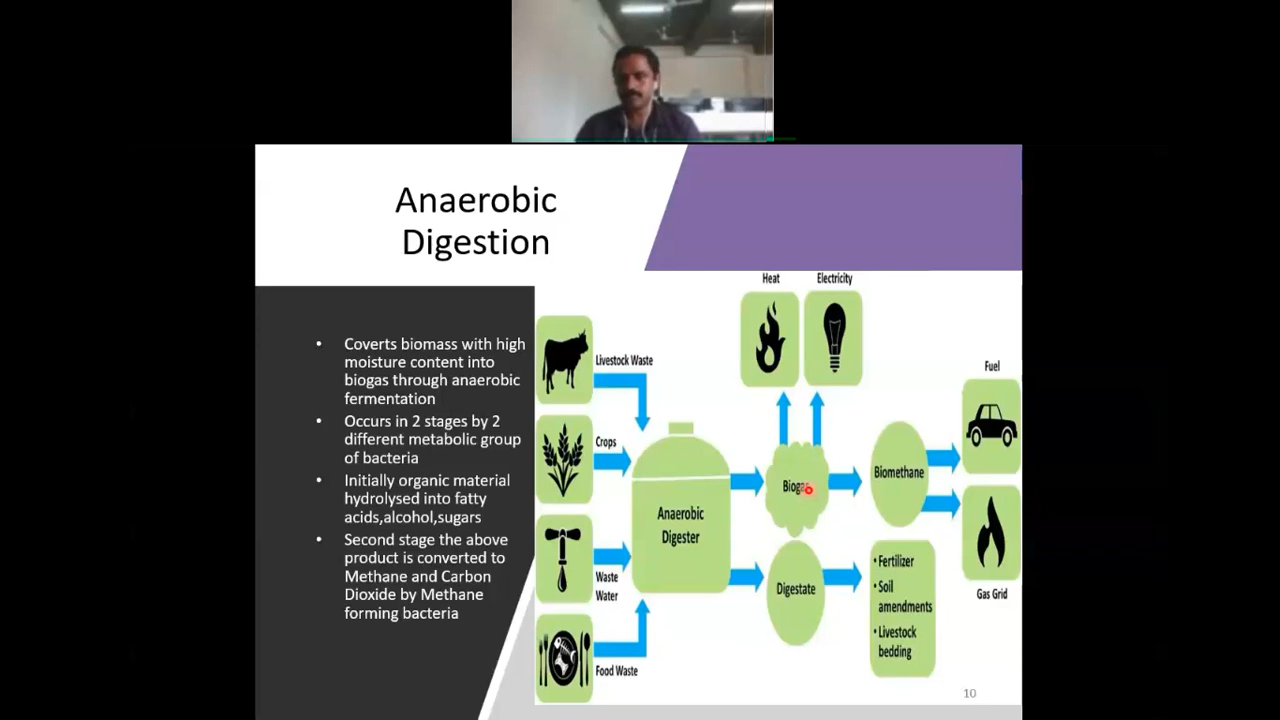 Anaerobic
Digestion
Coverts biomass with high
moisture content into
biogas through anaerobic
fermentation
Occurs in 2 stages by 2
different metabolic group
of bacteria
Initially organic material
hydrolysed into fatty
acids,alcohol,sugars
Second stage the above
product is converted to
Methane and Carbon
Dioxide by Methane
forming bacteria
Livestock Waste
Crops
Waste
Water
Food Waste
Anaerobic
Digester
Heat
Electricity
Biogas
Digestate
Biomethane
Fuel
Gas Grid
• Fertilizer
• Soil
amendments
• Livestock
bedding
10